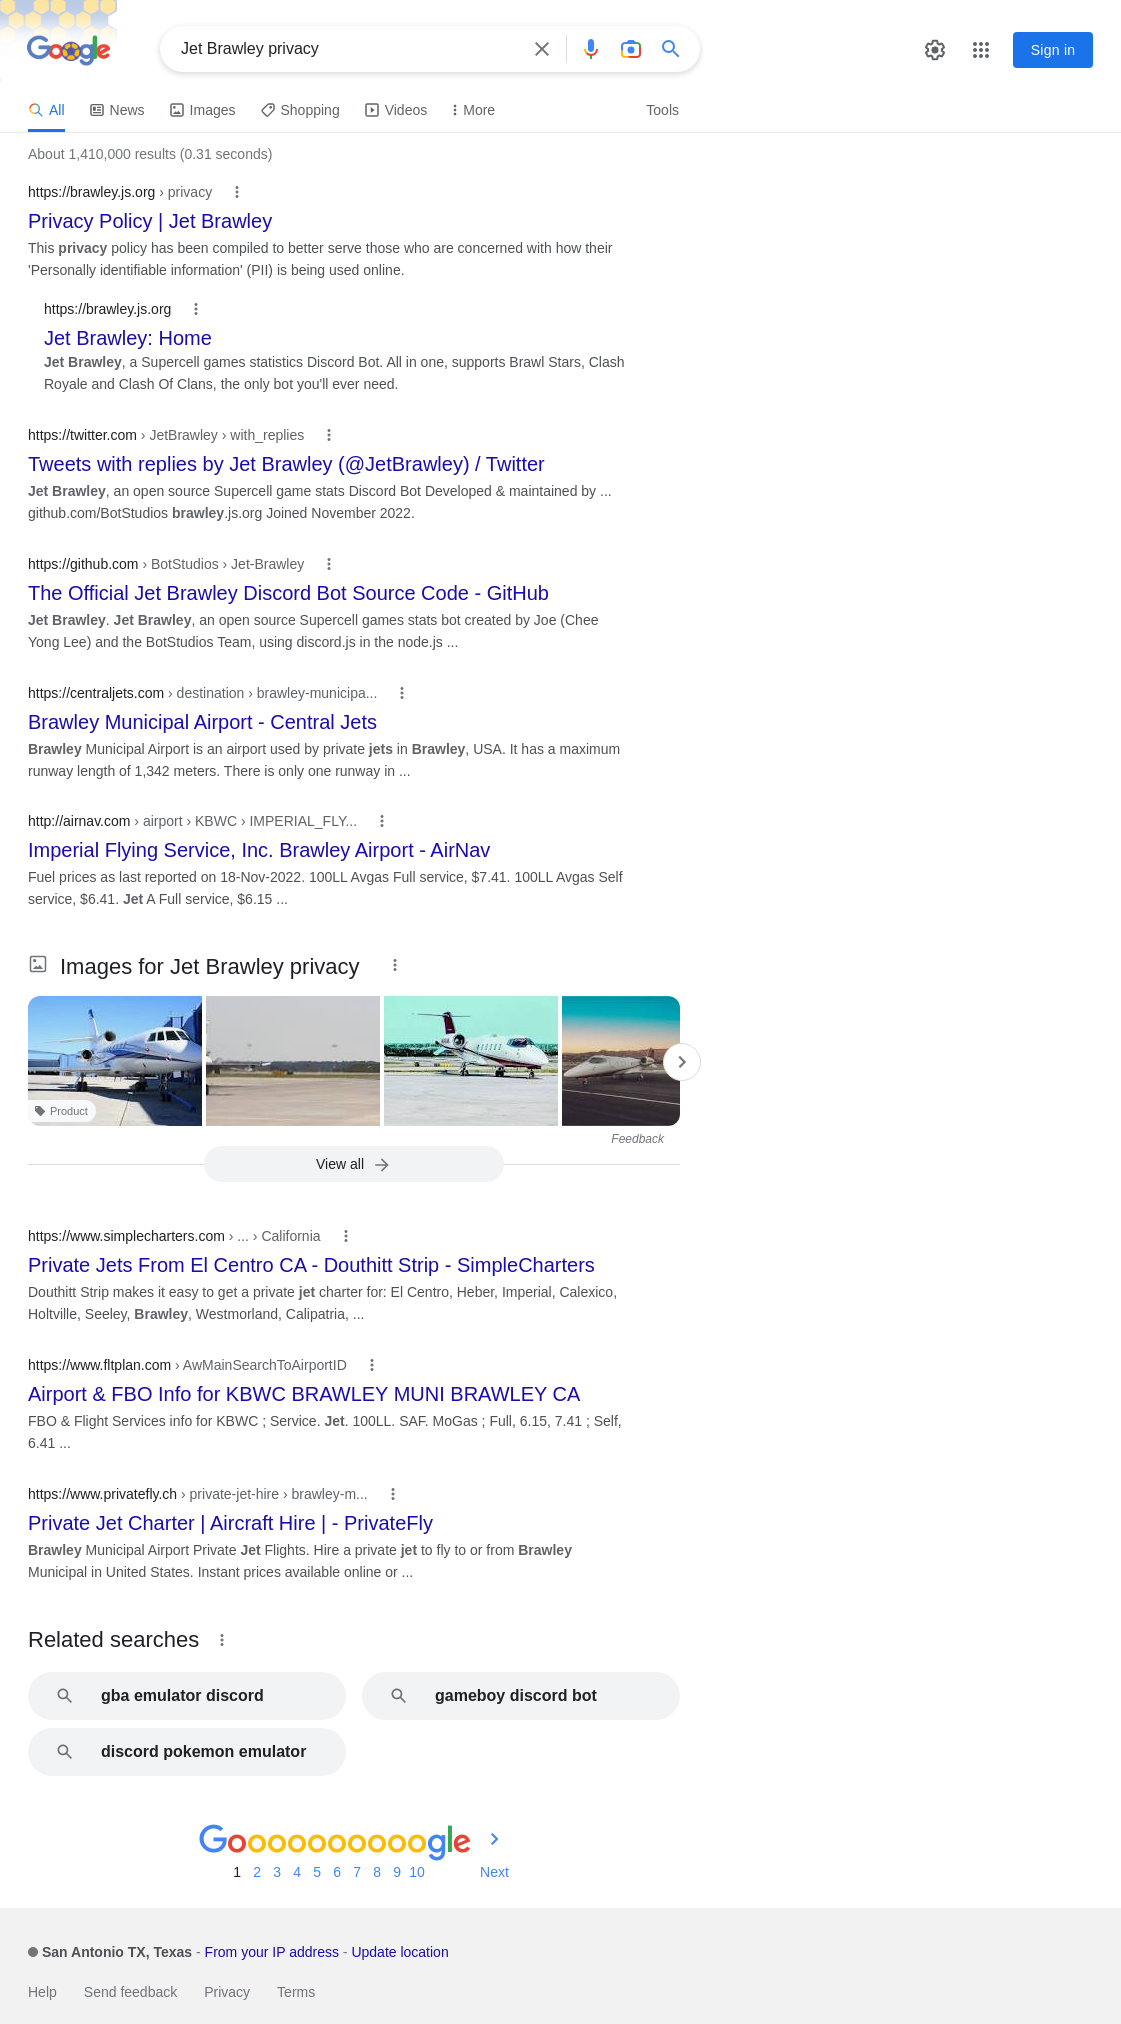 Google
Jet Brawley privacy
Sign in
All News Images Shopping Videos More Tools
About 1,410,000 results (0.31 seconds)
https://brawley.js.org › privacy
Privacy Policy | Jet Brawley
This privacy policy has been compiled to better serve those who are concerned with how their
'Personally identifiable information' (PII) is being used online.
https://brawley.js.org
Jet Brawley: Home
Jet Brawley, a Supercell games statistics Discord Bot. All in one, supports Brawl Stars, Clash
Royale and Clash Of Clans, the only bot you'll ever need.
https://twitter.com › JetBrawley › with_replies
Tweets with replies by Jet Brawley (@JetBrawley) / Twitter
Jet Brawley, an open source Supercell game stats Discord Bot Developed & maintained by ...
github.com/BotStudios brawley.js.org Joined November 2022.
https://github.com › BotStudios › Jet-Brawley
The Official Jet Brawley Discord Bot Source Code - GitHub
Jet Brawley. Jet Brawley, an open source Supercell games stats bot created by Joe (Chee
Yong Lee) and the BotStudios Team, using discord.js in the node.js ...
https://centraljets.com › destination › brawley-municipa...
Brawley Municipal Airport - Central Jets
Brawley Municipal Airport is an airport used by private jets in Brawley, USA. It has a maximum
runway length of 1,342 meters. There is only one runway in ...
http://airnav.com › airport › KBWC › IMPERIAL_FLY...
Imperial Flying Service, Inc. Brawley Airport - AirNav
Fuel prices as last reported on 18-Nov-2022. 100LL Avgas Full service, $7.41. 100LL Avgas Self
service, $6.41. Jet A Full service, $6.15 ...
Images for Jet Brawley privacy
Product
Feedback
View all
https://www.simplecharters.com › ... › California
Private Jets From El Centro CA - Douthitt Strip - SimpleCharters
Douthitt Strip makes it easy to get a private jet charter for: El Centro, Heber, Imperial, Calexico,
Holtville, Seeley, Brawley, Westmorland, Calipatria, ...
https://www.fltplan.com › AwMainSearchToAirportID
Airport & FBO Info for KBWC BRAWLEY MUNI BRAWLEY CA
FBO & Flight Services info for KBWC ; Service. Jet. 100LL. SAF. MoGas ; Full, 6.15, 7.41 ; Self,
6.41 ...
https://www.privatefly.ch › private-jet-hire › brawley-m...
Private Jet Charter | Aircraft Hire | - PrivateFly
Brawley Municipal Airport Private Jet Flights. Hire a private jet to fly to or from Brawley
Municipal in United States. Instant prices available online or ...
Related searches
gba emulator discord
gameboy discord bot
discord pokemon emulator
Goooooooooogle
1 2 3 4 5 6 7 8 9 10 Next
San Antonio TX, Texas - From your IP address - Update location
Help Send feedback Privacy Terms